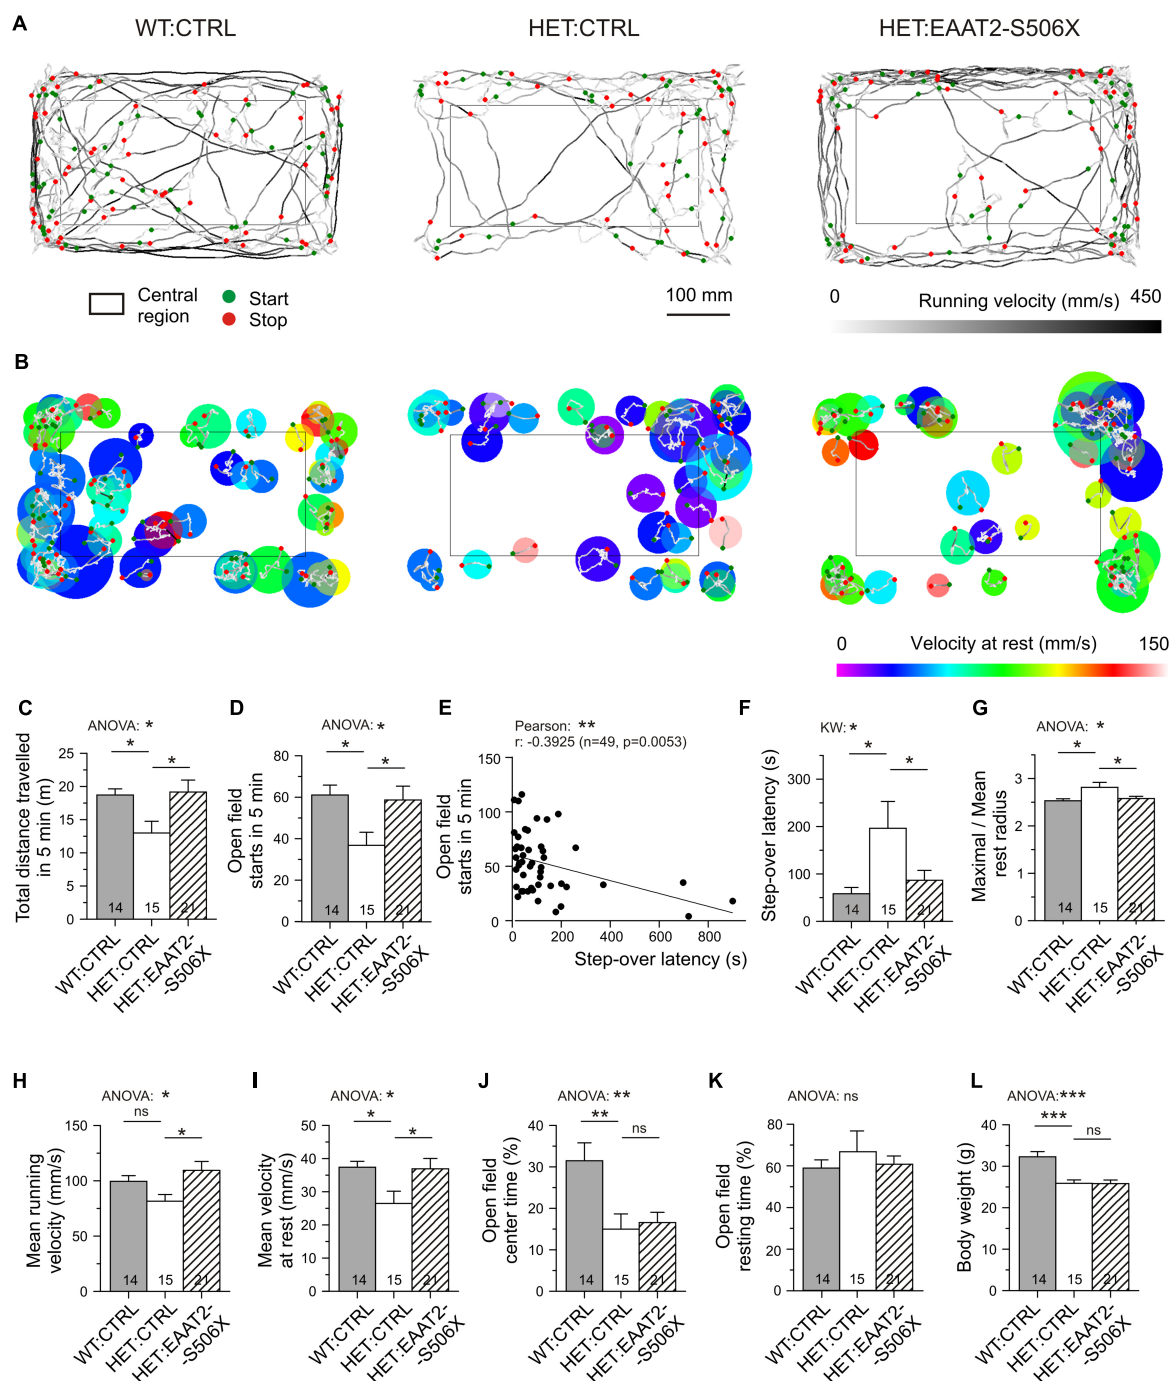 A
WT:CTRL
HET:CTRL
HET:EAAT2-S506X
Central
region
Start
Stop
100 mm
0
Running velocity (mm/s)
450
B
0
Velocity at rest (mm/s)
150
C
ANOVA: *
*
*
Total distance travelled
in 5 min (m)
25
20
15
10
5
0
14
15
21
WT:CTRL
HET:CTRL
HET:EAAT2-
-S506X
D
ANOVA: *
*
*
Open field
starts in 5 min
80
60
40
20
0
14
15
21
WT:CTRL
HET:CTRL
HET:EAAT2-
-S506X
E
Pearson: **
r: -0.3925 (n=49, p=0.0053)
Open field
starts in 5 min
150
100
50
0
0
200
400
600
800
Step-over latency (s)
F
KW: *
*
*
Step-over latency (s)
300
200
100
0
14
15
21
WT:CTRL
HET:CTRL
HET:EAAT2-
-S506X
G
ANOVA: *
*
*
Maximal / Mean
rest radius
3
2
1
0
14
15
21
WT:CTRL
HET:CTRL
HET:EAAT2-
-S506X
H
ANOVA: *
ns
*
Mean running
velocity (mm/s)
150
100
50
0
14
15
21
WT:CTRL
HET:CTRL
HET:EAAT2-
-S506X
I
ANOVA: *
*
*
Mean velocity
at rest (mm/s)
50
40
30
20
10
0
14
15
21
WT:CTRL
HET:CTRL
HET:EAAT2-
-S506X
J
ANOVA: **
**
ns
Open field
center time (%)
40
30
20
10
0
14
15
21
WT:CTRL
HET:CTRL
HET:EAAT2-
-S506X
K
ANOVA: ns
Open field
resting time (%)
80
60
40
20
0
14
15
21
WT:CTRL
HET:CTRL
HET:EAAT2-
-S506X
L
ANOVA:***
***
ns
Body weight (g)
40
30
20
10
0
14
15
21
WT:CTRL
HET:CTRL
HET:EAAT2-
-S506X